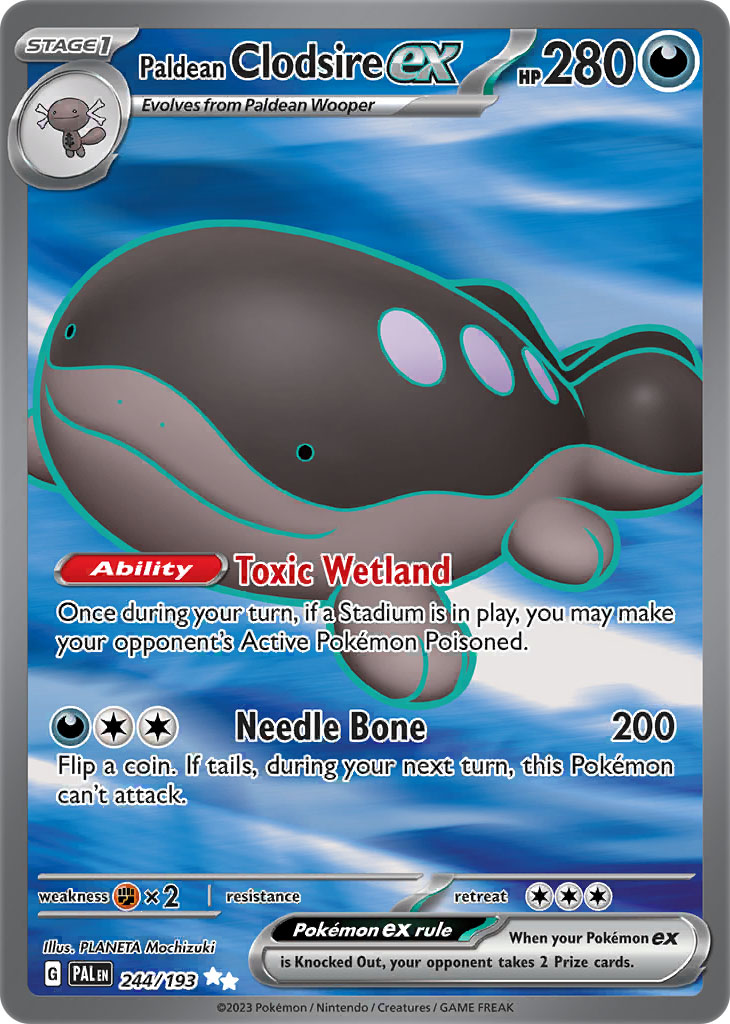 STAGE1
Paldean Clodsire ex HP 280
Evolves from Paldean Wooper
Ability Toxic Wetland
Once during your turn, if a Stadium is in play, you may make
your opponent's Active Pokémon Poisoned.
Needle Bone 200
Flip a coin. If tails, during your next turn, this Pokémon
can't attack.
weakness ×2 resistance retreat
Pokémon ex rule When your Pokémon ex
is Knocked Out, your opponent takes 2 Prize cards.
Illus. PLANETA Mochizuki
G PAL EN 244/193
©2023 Pokémon / Nintendo / Creatures / GAME FREAK